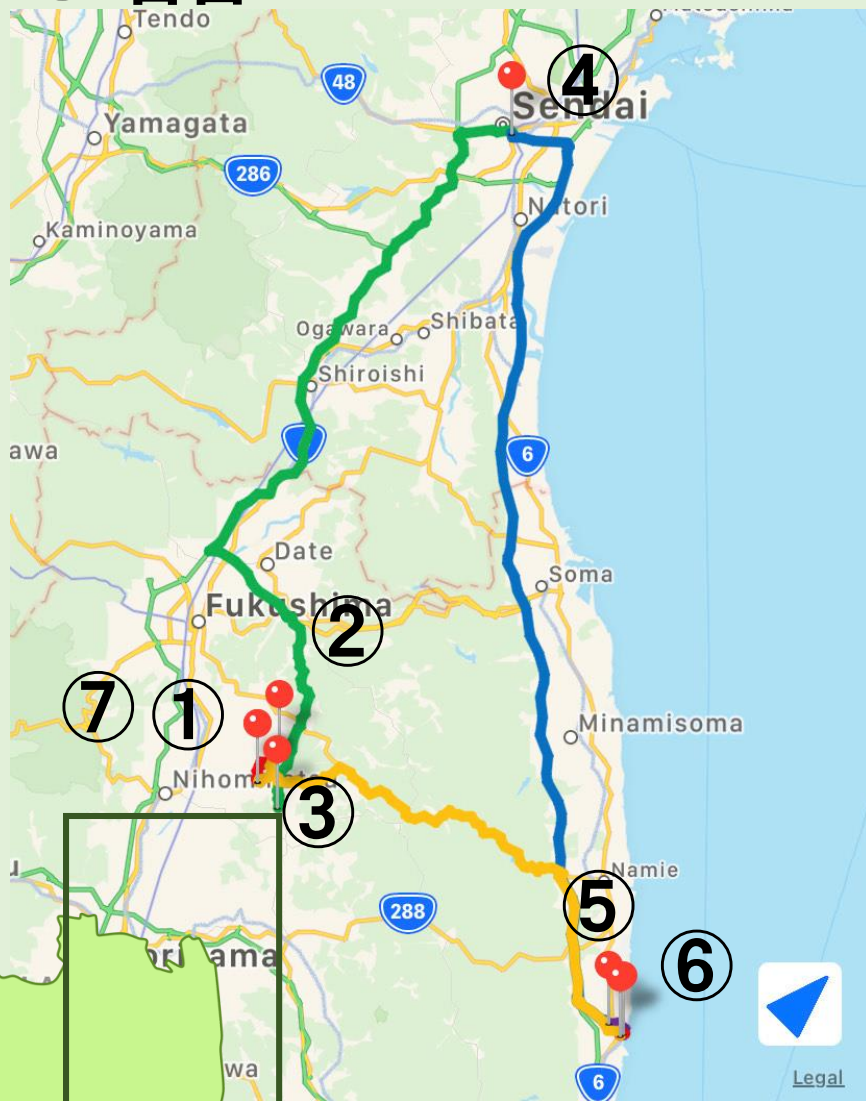 Tendo
48
④
Sendai
Yamagata
286
Natori
Kaminoyama
Ogawara
Shibata
Shiroishi
awa
6
Date
Soma
Fukushima
②
⑦
①
Minamisoma
③
Namie
⑤
288
⑥
wa
Legal
6